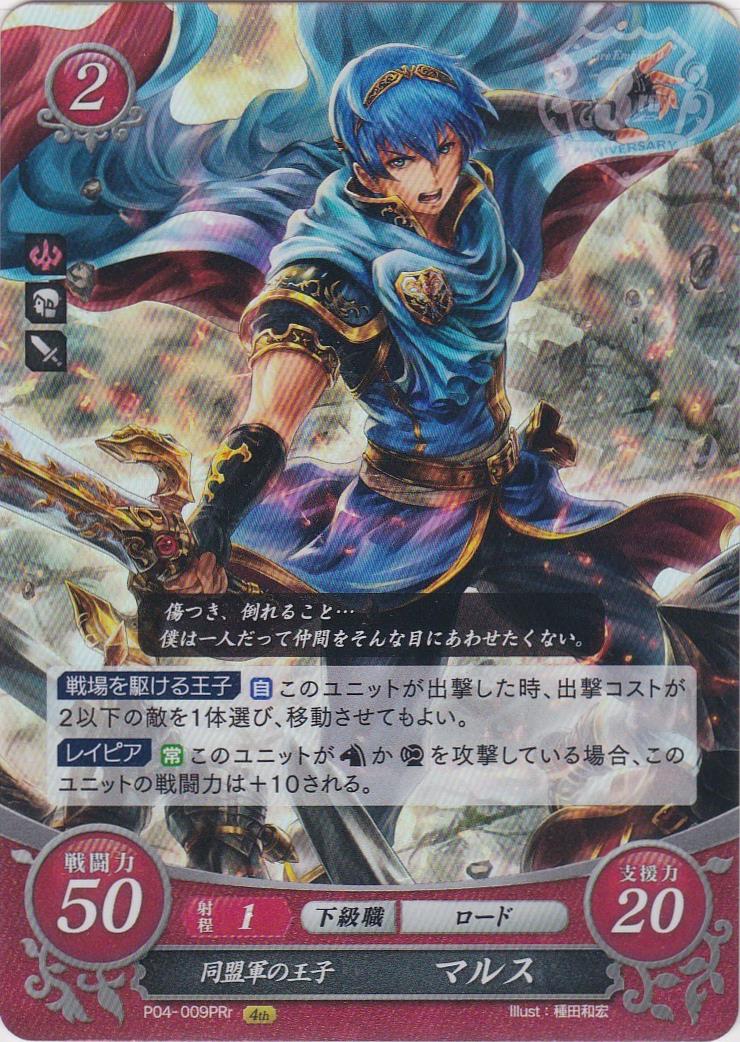 2
Fire Emblem
ANNIVERSARY
傷つき、倒れること…
僕は一人だって仲間をそんな目にあわせたくない。
戦場を駆ける王子 自 このユニットが出撃した時、出撃コストが
2以下の敵を1体選び、移動させてもよい。
レイピア 常 このユニットが か を攻撃している場合、この
ユニットの戦闘力は+10される。
戦闘力
50
射程 1
下級職 ロード
支援力
20
同盟軍の王子 マルス
P04-009PRr 4th
Illust:種田和宏